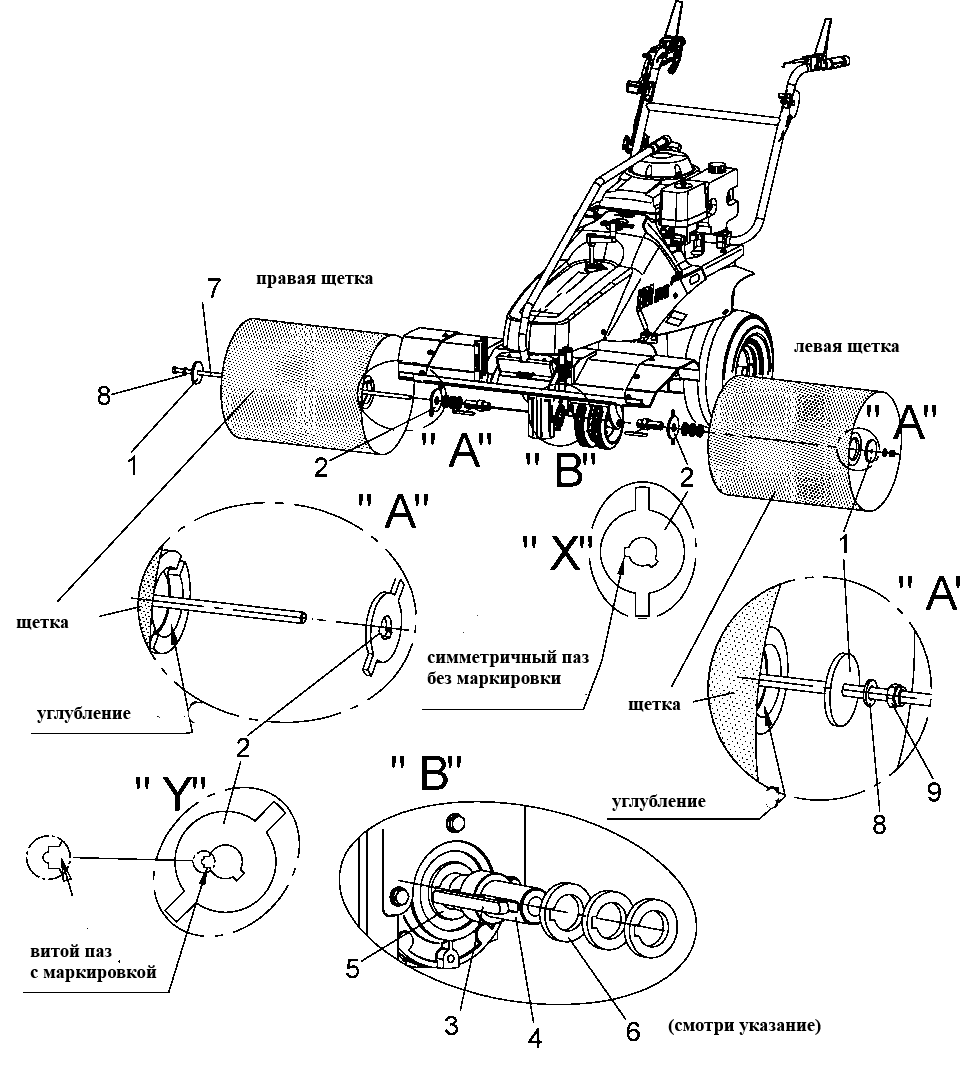 правая щетка
7
левая щетка
8
1
2
" A"
" B"
2
" A"
" A"
" X"
1
" A'
щетка
симметричный паз
без маркировки
щетка
углубление
2
" Y"
" B"
углубление
9
8
витой паз
с маркировкой
5
3
4
6
(смотри указание)